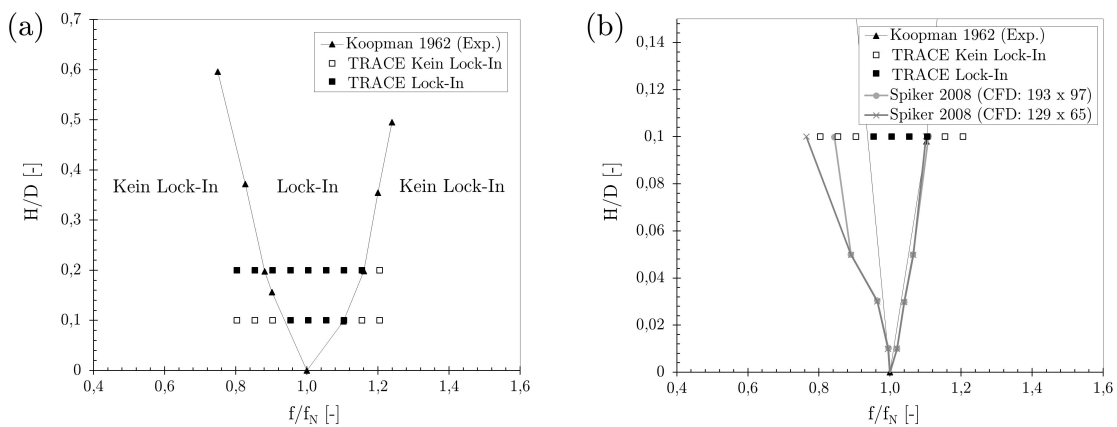 (a)
0,7
0,6
0,5
0,4
0,3
0,2
0,1
0
H/D [-]
0,4
0,6
0,8
1,0
1,2
1,4
1,6
f/f_N [-]
Koopman 1962 (Exp.)
TRACE Kein Lock-In
TRACE Lock-In
Kein Lock-In
Lock-In
Kein Lock-In
(b)
0,14
0,12
0,1
0,08
0,06
0,04
0,02
0
H/D [-]
0,4
0,6
0,8
1,0
1,2
1,4
1,6
f/f_N [-]
Koopman 1962 (Exp.)
TRACE Kein Lock-In
TRACE Lock-In
Spiker 2008 (CFD: 193 x 97)
Spiker 2008 (CFD: 129 x 65)